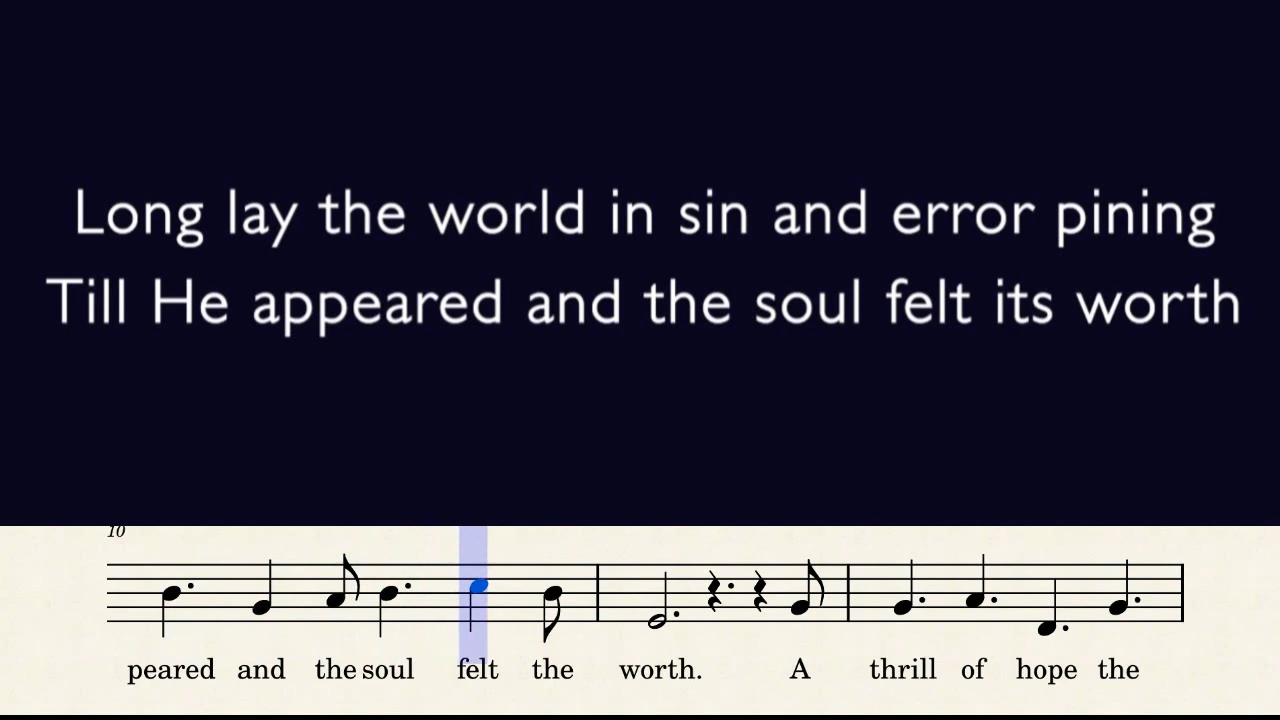 Long lay the world in sin and error pining
Till He appeared and the soul felt its worth
10
peared and the soul felt the worth. A thrill of hope the